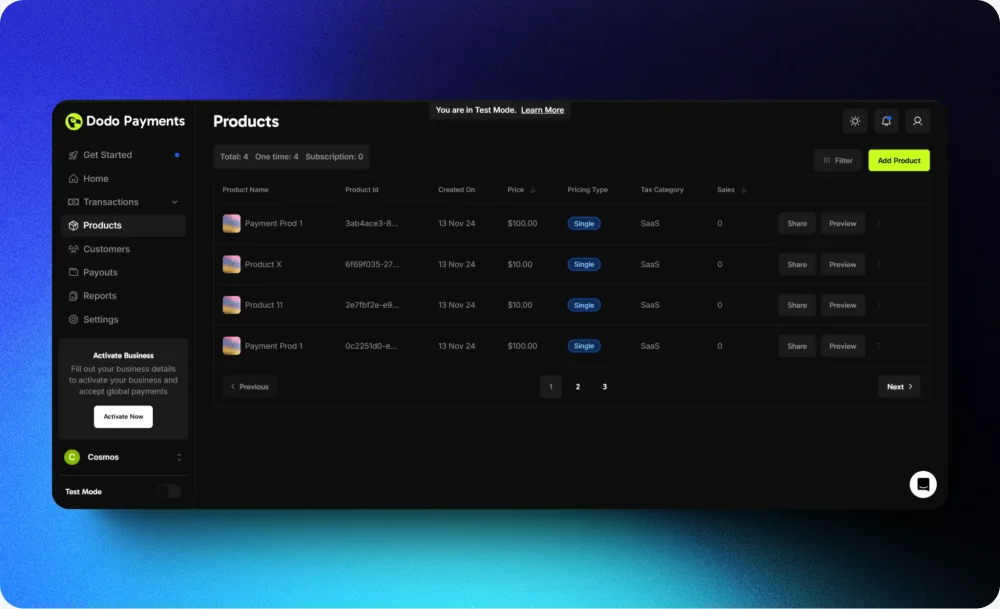 You are in Test Mode. Learn More
Dodo Payments
Get Started
Home
Transactions
Products
Customers
Payouts
Reports
Settings
Activate Business
Fill out your business details
to activate your business and
accept global payments
Activate Now
C Cosmos
Test Mode
Products
Total: 4 One time: 4 Subscription: 0
Filter Add Product
Product Name Product Id Created On Price Pricing Type Tax Category Sales
Payment Prod 1 3ab4ace3-8... 13 Nov 24 $100.00 Single SaaS 0 Share Preview
Product X 6f69f035-27... 13 Nov 24 $10.00 Single SaaS 0 Share Preview
Product 11 2e7fbf2e-e9... 13 Nov 24 $10.00 Single SaaS 0 Share Preview
Payment Prod 1 0c2251d0-e... 13 Nov 24 $100.00 Single SaaS 0 Share Preview
Previous 1 2 3 Next